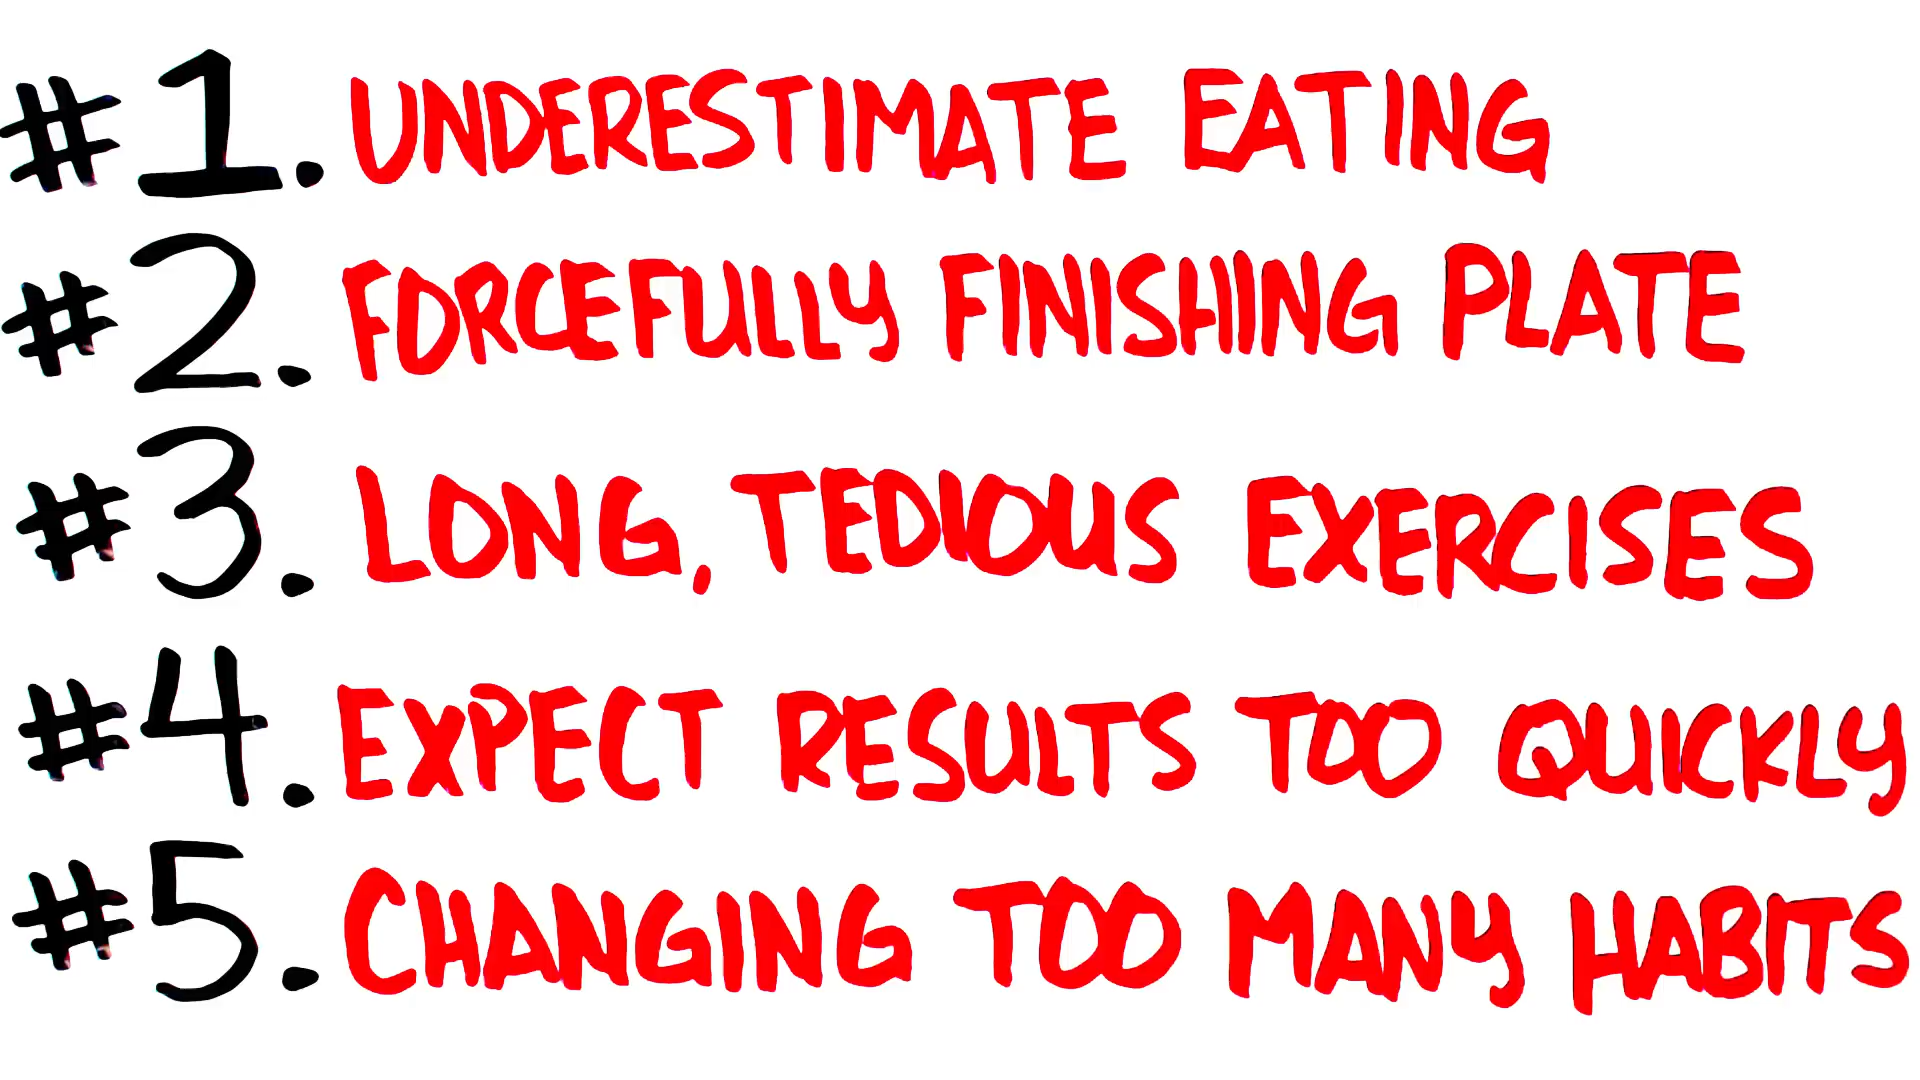 #1. UNDERESTIMATE EATING
#2. FORCEFULLY FINISHING PLATE
#3. LONG, TEDIOUS EXERCISES
#4. EXPECT RESULTS TOO QUICKLY
#5. CHANGING TOO MANY HABITS